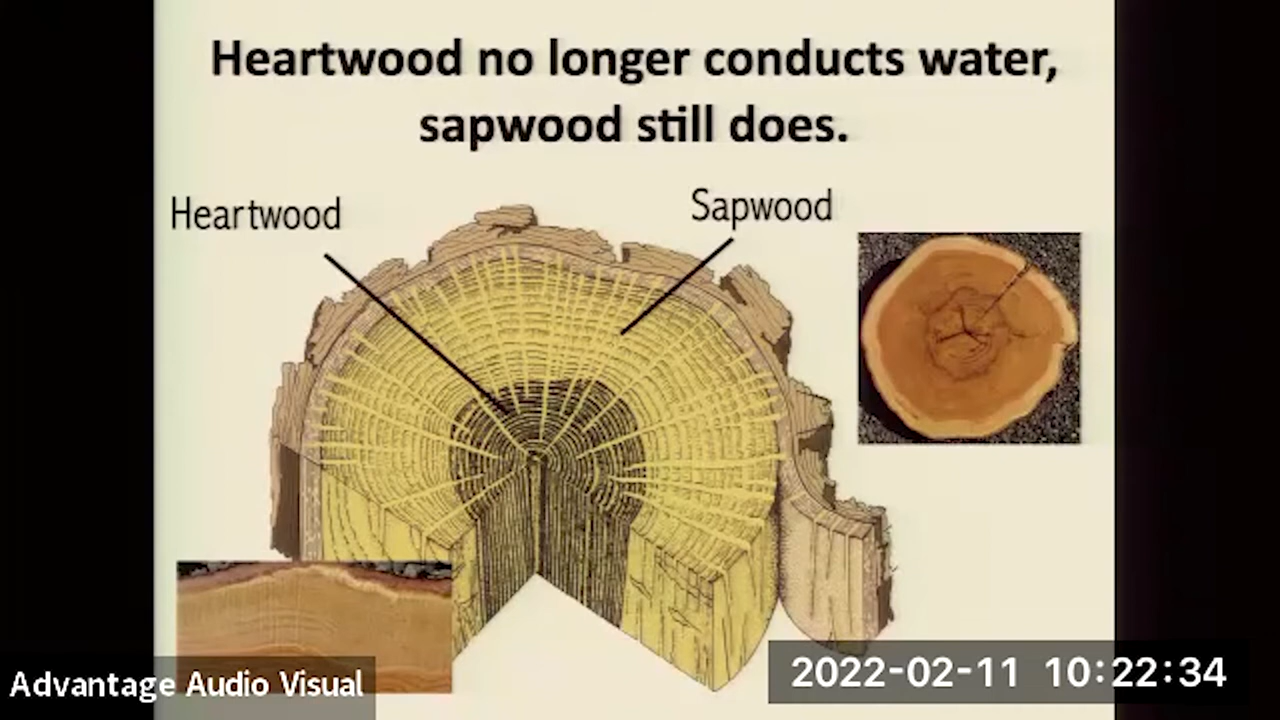 Heartwood no longer conducts water,
sapwood still does.
Heartwood
Sapwood
Advantage Audio Visual
2022-02-11 10:22:34